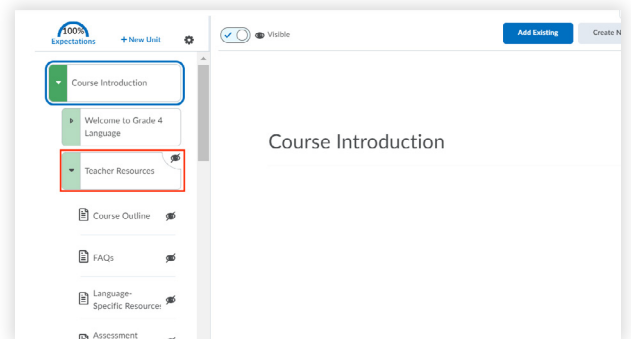 100%
Expectations
+ New Unit
Visible
Add Existing
Create N
Course Introduction
Welcome to Grade 4
Language
Teacher Resources
Course Outline
FAQs
Language-
Specific Resources
Assessment
Course Introduction